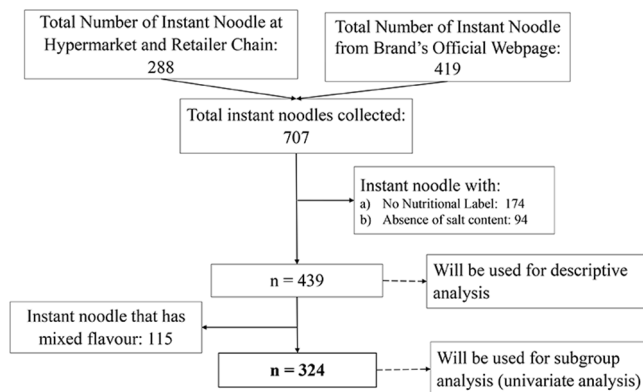 Total Number of Instant Noodle at
Hypermarket and Retailer Chain:
288
Total Number of Instant Noodle
from Brand's Official Webpage:
419
Total instant noodles collected:
707
Instant noodle with:
a) No Nutritional Label: 174
b) Absence of salt content: 94
n = 439
Will be used for descriptive
analysis
Instant noodle that has
mixed flavour: 115
n = 324
Will be used for subgroup
analysis (univariate analysis)